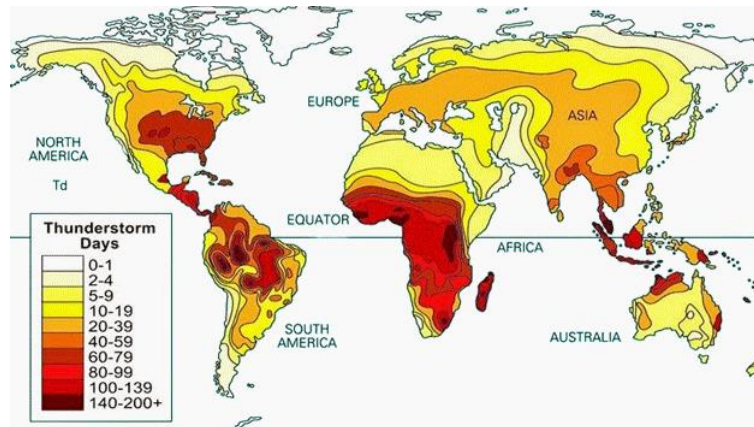 EUROPE
ASIA
NORTH
AMERICA
Td
EQUATOR
AFRICA
SOUTH
AMERICA
AUSTRALIA
Thunderstorm
Days
0-1
2-4
5-9
10-19
20-39
40-59
60-79
80-99
100-139
140-200+